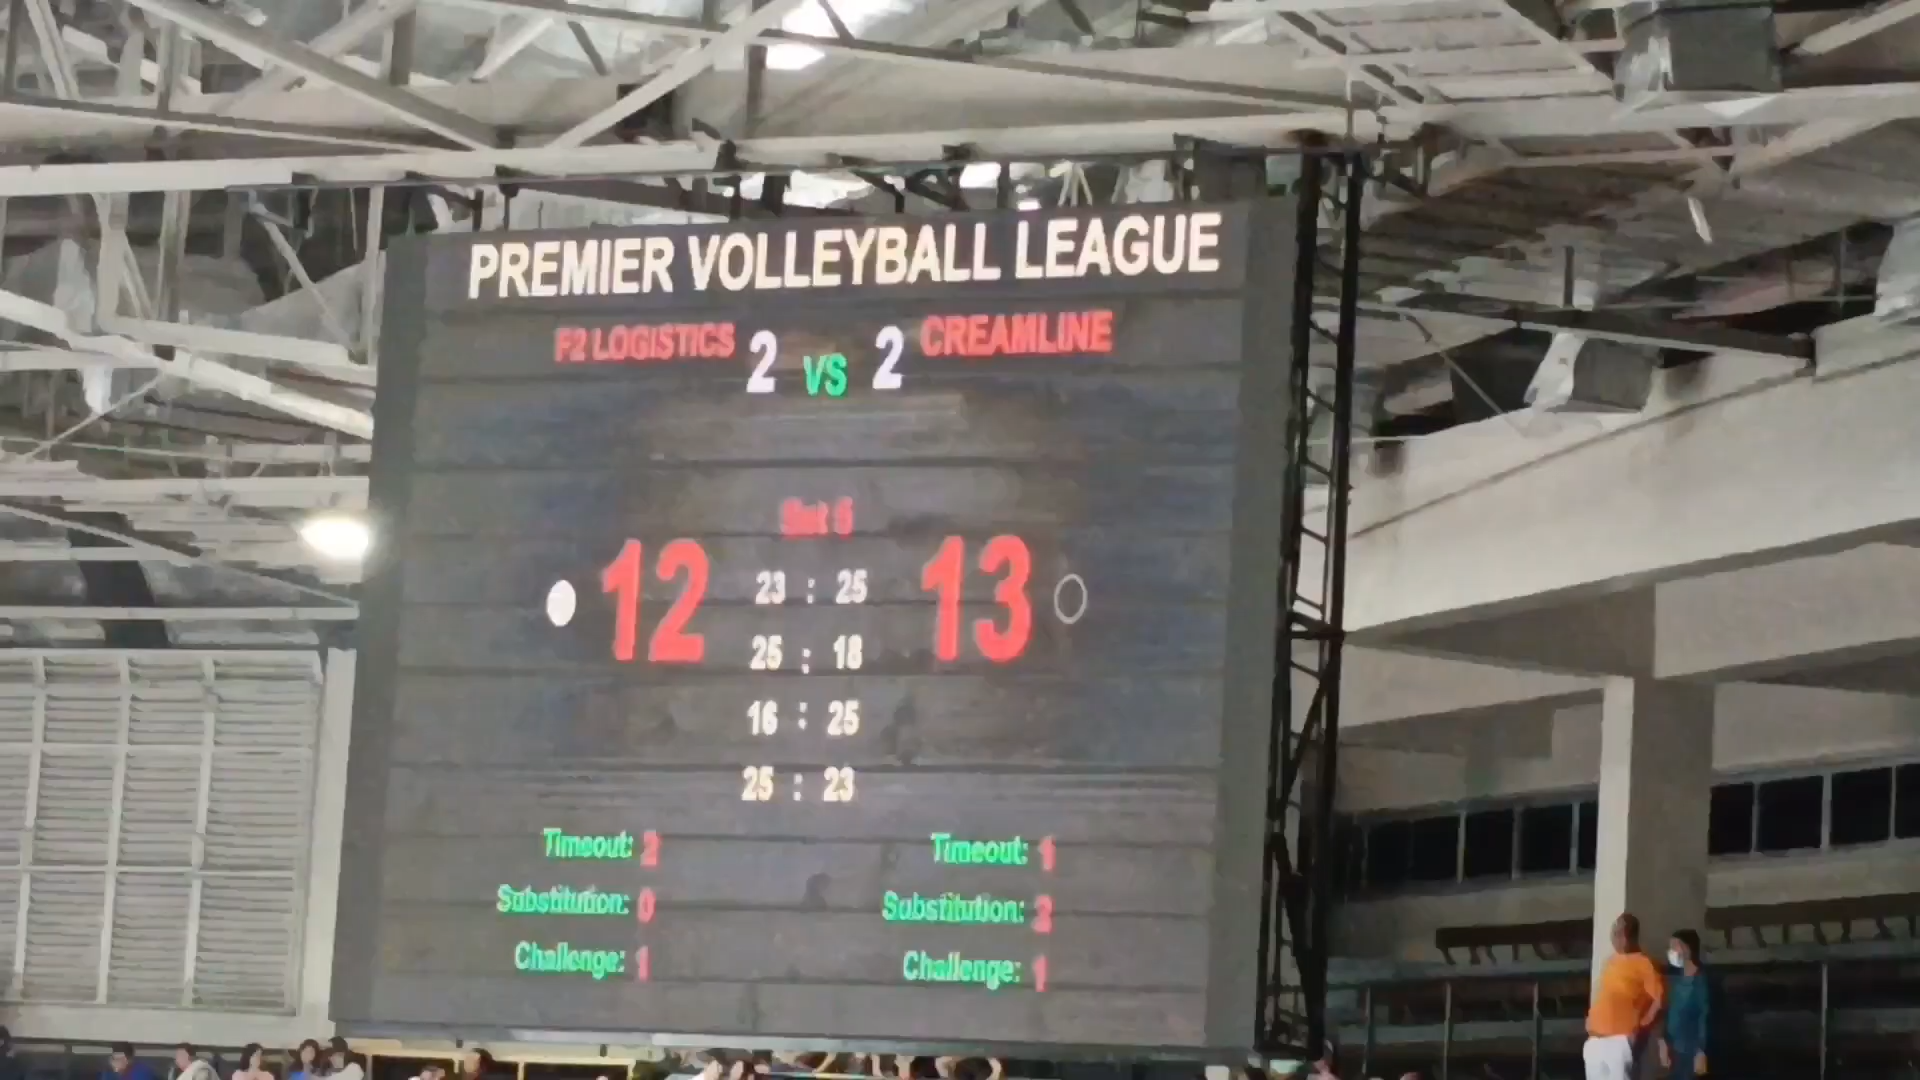 PREMIER VOLLEYBALL LEAGUE
F2 LOGISTICS 2 VS 2 CREAMLINE
Set 5
12 13
23 : 25
25 : 18
16 : 25
25 : 23
Timeout: 2 Timeout: 1
Substitution: 0 Substitution: 2
Challenge: 1 Challenge: 1